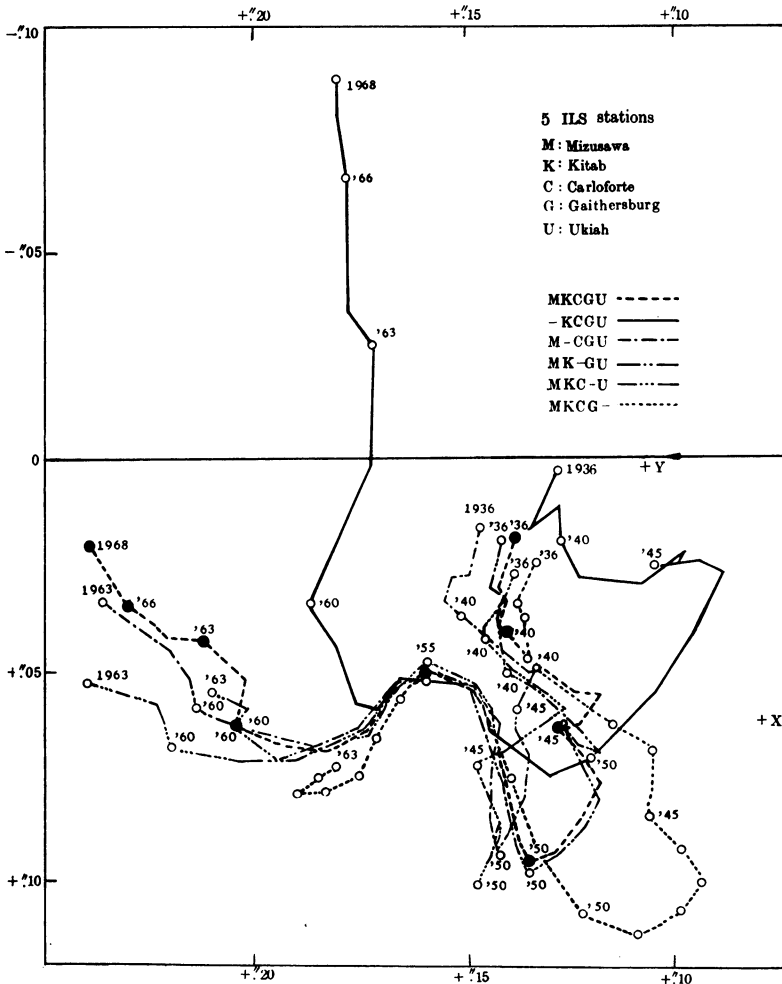 +".20 +".15 +".10
-".10
1968
'66
5 ILS stations
M: Mizusawa
K: Kitab
C: Carloforte
G: Gaithersburg
U: Ukiah
-".05
MKCGU
-KCGU
M-CGU
MK-GU
MKC-U
MKCG-
'63
0
+Y
1936
1936 '36 '36
'40 '45
1968
'36 '36
1963 '66
'60 '40
'40
'63
'55 '40
+".05
1963
'63
'40
'45
'60 '60
+X
'60
'45
'50
'63
'45
'45
'50
'50
+".10
'50 '50
'50
+".20 +".15 +".10